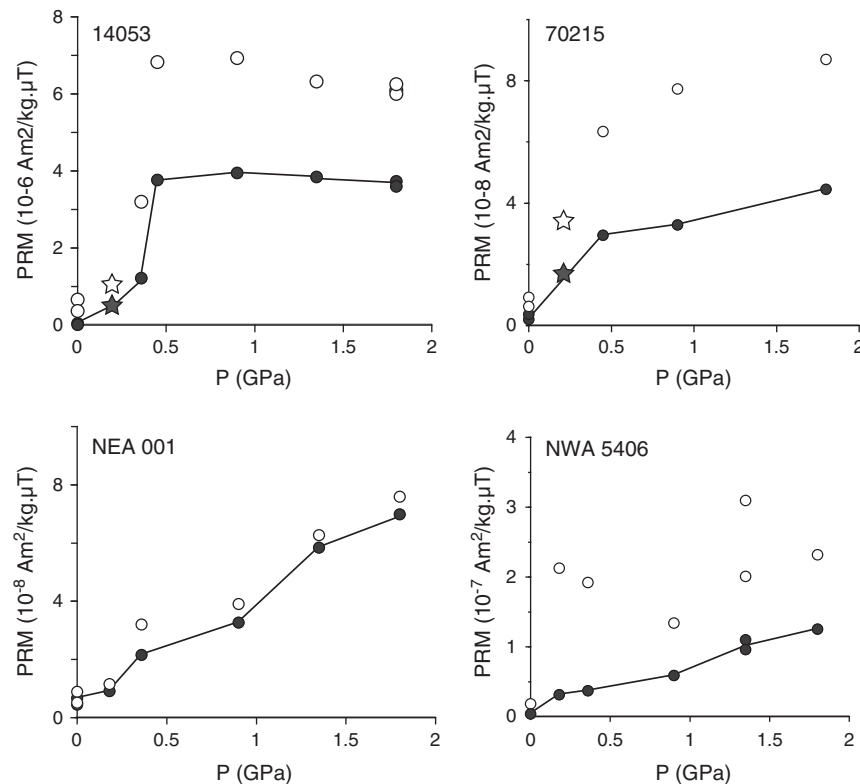 14053
PRM (10-6 Am2/kg.µT)
8
6
4
2
0
0 0.5 1 1.5 2
P (GPa)
70215
PRM (10-8 Am2/kg.µT)
8
4
0
0 0.5 1 1.5 2
P (GPa)
NEA 001
PRM (10⁻⁸ Am²/kg.µT)
8
4
0
0 0.5 1 1.5 2
P (GPa)
NWA 5406
PRM (10⁻⁷ Am²/kg.µT)
4
3
2
1
0
0 0.5 1 1.5 2
P (GPa)